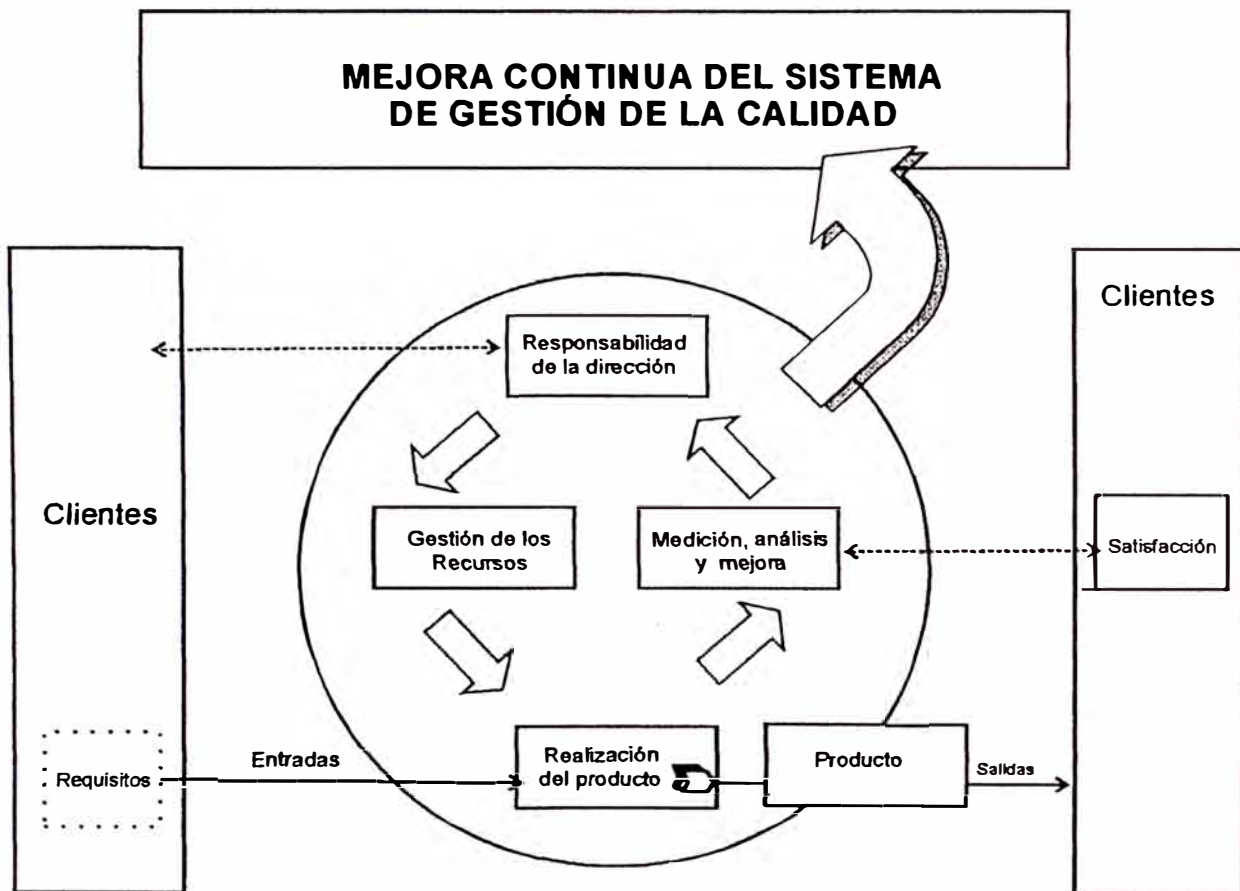 MEJORA CONTINUA DEL SISTEMA
DE GESTIÓN DE LA CALIDAD
Clientes
Responsabilidad
de la dirección
Clientes
Gestión de los
Recursos
Medición, análisis
y mejora
Satisfacción
Requisitos
Entradas
Realización
del producto
Producto
Salidas